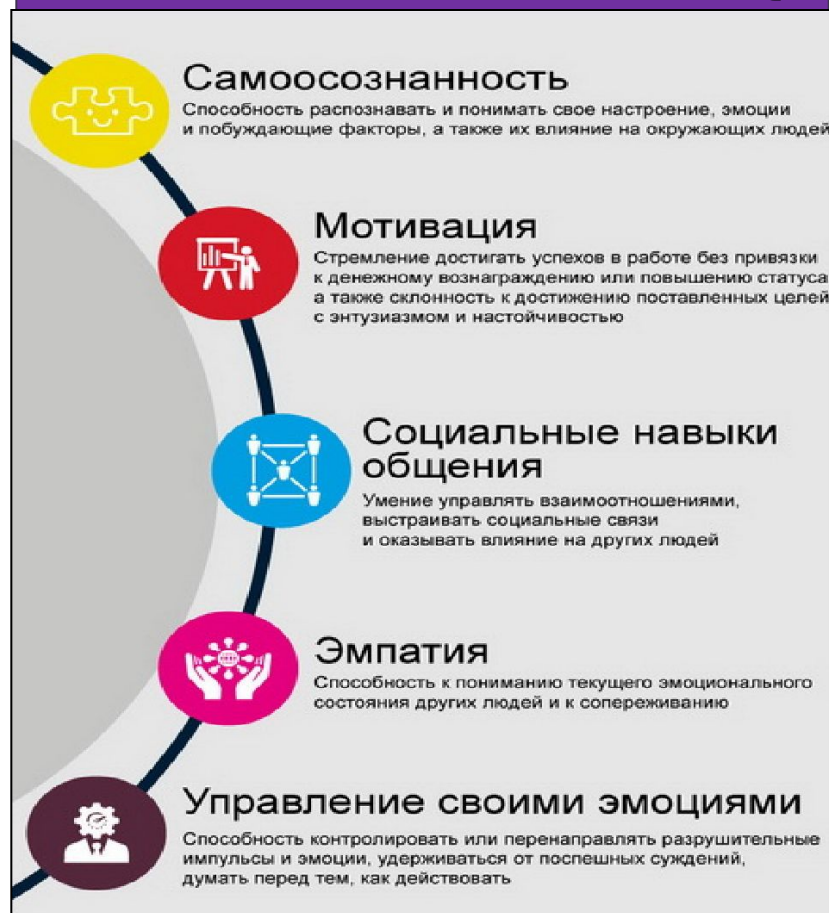 Самоосознанность
Способность распознавать и понимать свое настроение, эмоции
и побуждающие факторы, а также их влияние на окружающих людей
Мотивация
Стремление достигать успехов в работе без привязки
к денежному вознаграждению или повышению статуса
а также склонность к достижению поставленных целей
с энтузиазмом и настойчивостью
Социальные навыки
общения
Умение управлять взаимоотношениями,
выстраивать социальные связи
и оказывать влияние на других людей
Эмпатия
Способность к пониманию текущего эмоционального
состояния других людей и к сопереживанию
Управление своими эмоциями
Способность контролировать или перенаправлять разрушительные
импульсы и эмоции, удерживаться от поспешных суждений,
думать перед тем, как действовать